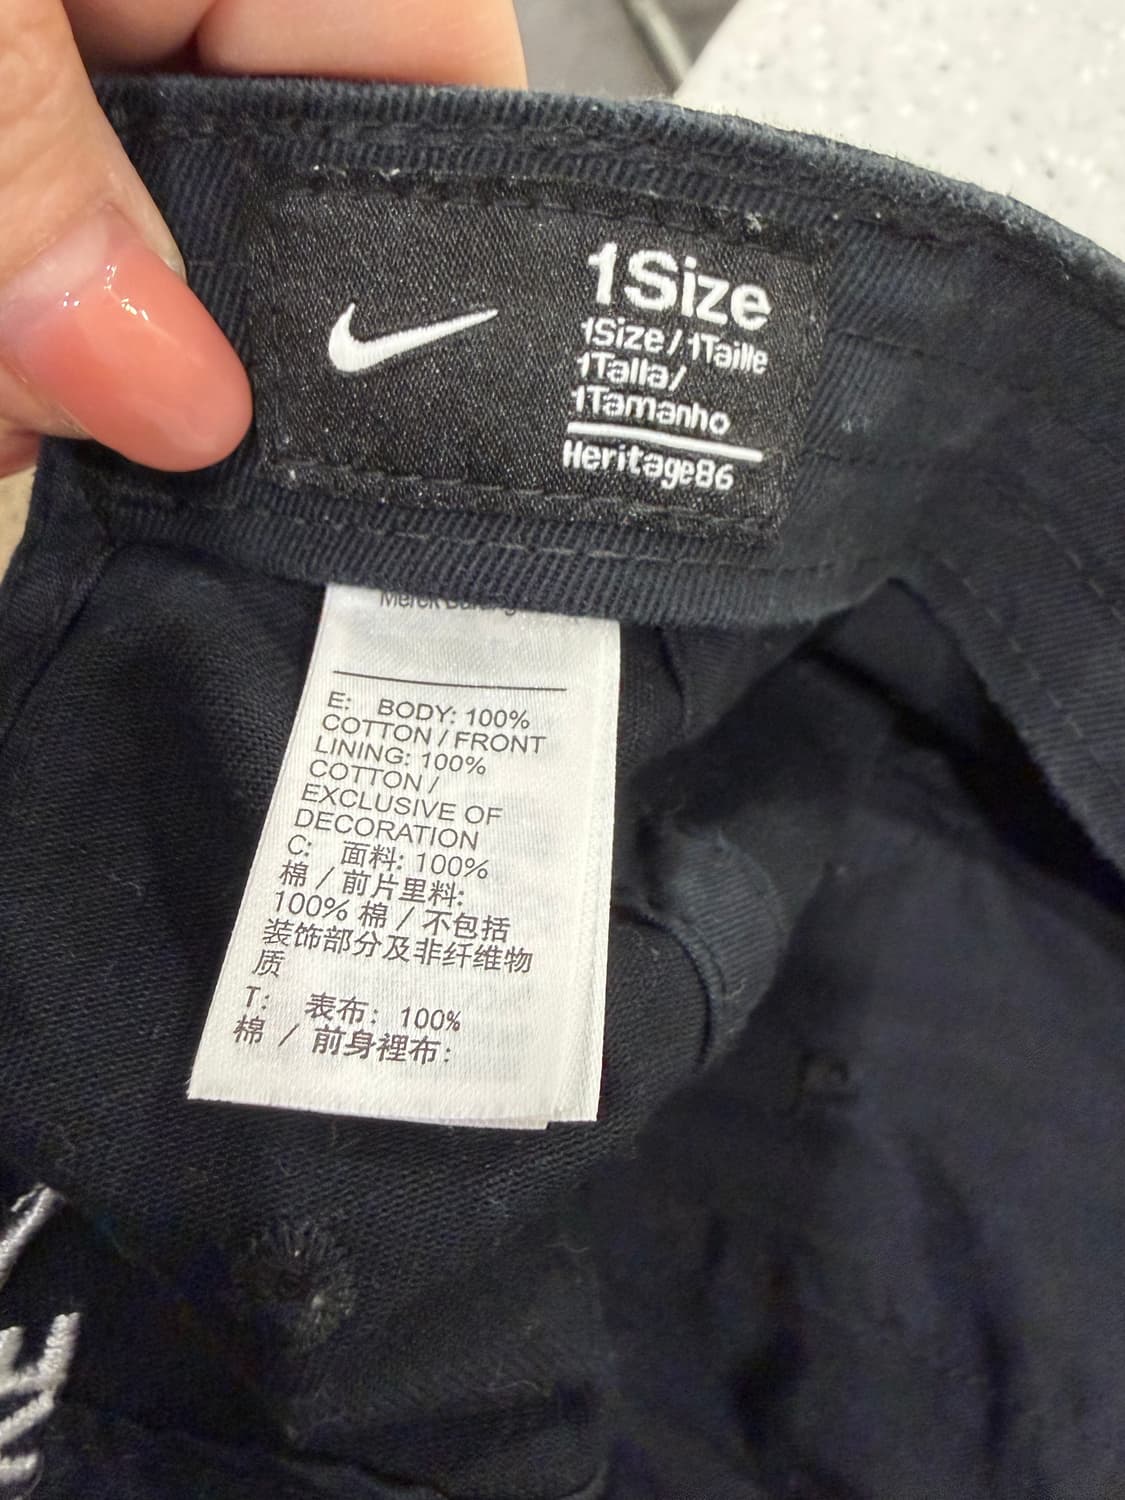 1Size
1Size/1Taille
1Talla/
1Tamanho
Heritage86
Merek Dagang
E: BODY: 100%
COTTON / FRONT
LINING: 100%
COTTON /
EXCLUSIVE OF
DECORATION
C: 面料: 100%
棉 / 前片里料:
100% 棉 / 不包括
装饰部分及非纤维物
质
T: 表布: 100%
棉 / 前身裡布: